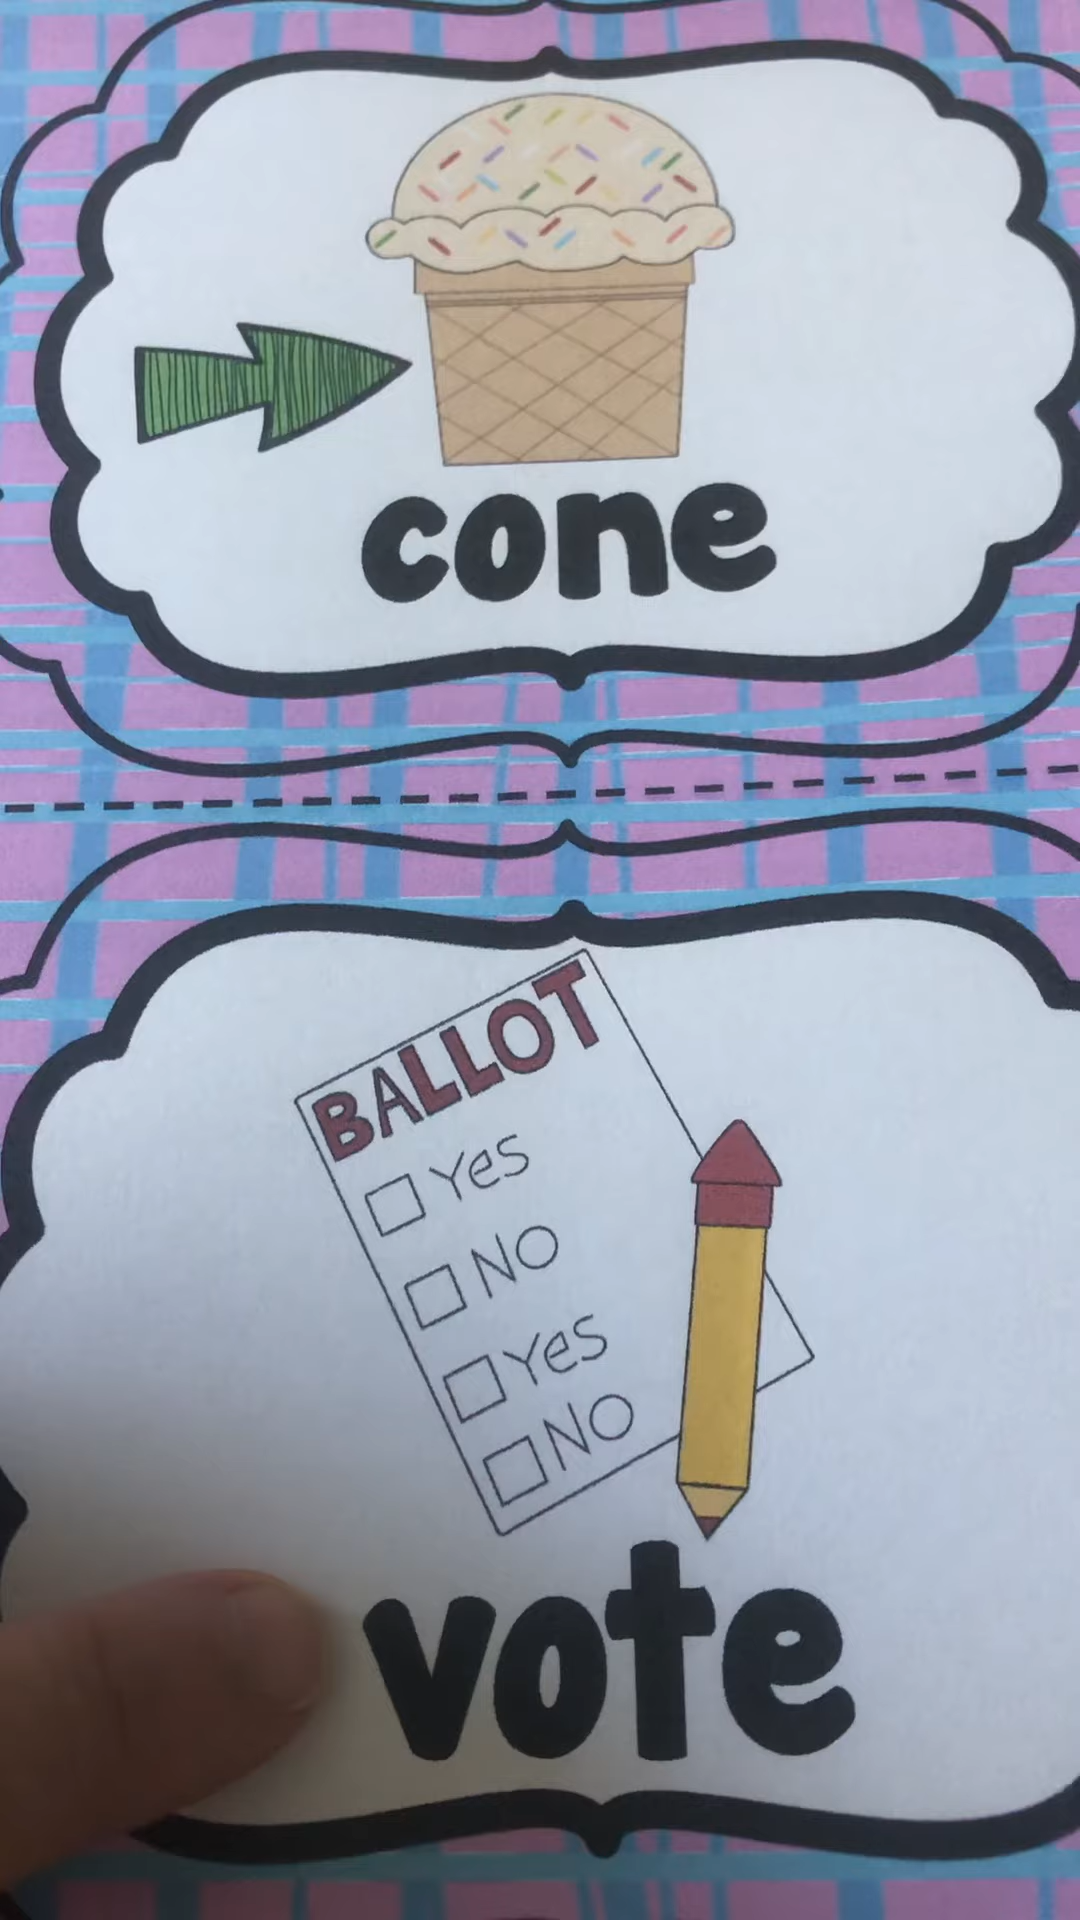 cone
BALLOT
Yes
NO
Yes
NO
vote